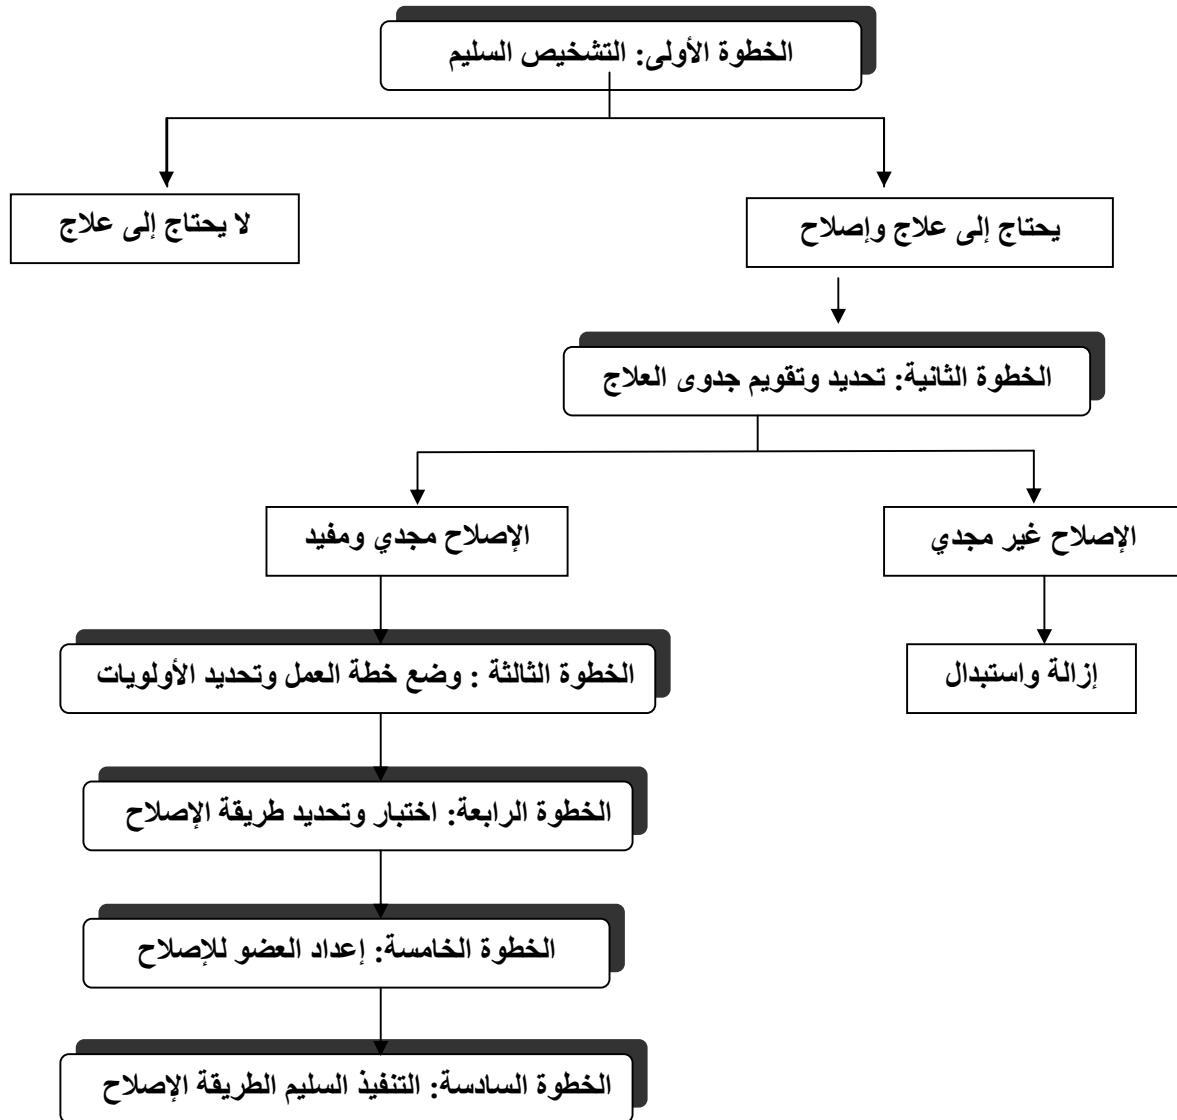 الخطوة الأولى: التشخيص السليم
يحتاج إلى علاج وإصلاح
لا يحتاج إلى علاج
الخطوة الثانية: تحديد وتقويم جدوى العلاج
الإصلاح غير مجدي
الإصلاح مجدي ومفيد
إزالة واستبدال
الخطوة الثالثة : وضع خطة العمل وتحديد الأولويات
الخطوة الرابعة: اختبار وتحديد طريقة الإصلاح
الخطوة الخامسة: إعداد العضو للإصلاح
الخطوة السادسة: التنفيذ السليم الطريقة الإصلاح